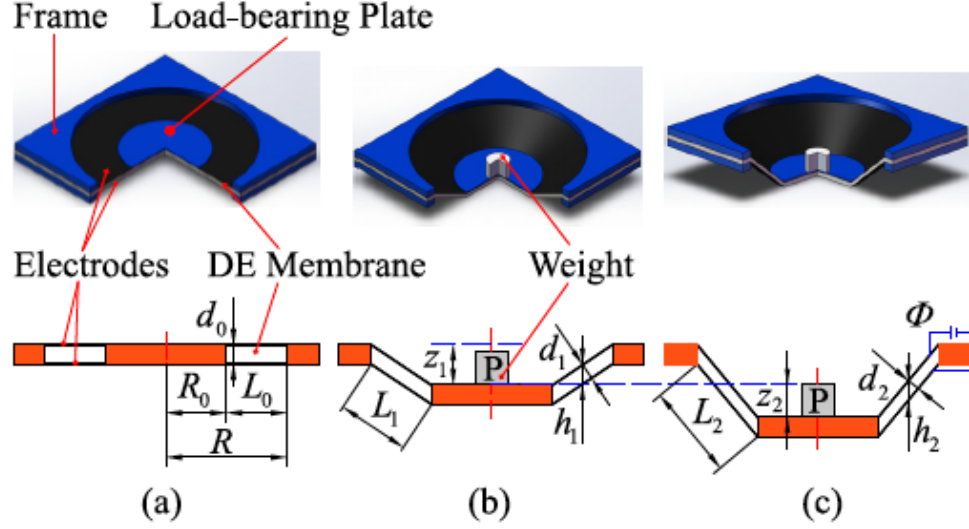 Frame Load-bearing Plate
Electrodes DE Membrane Weight
d₀ R₀ L₀ R
z₁ P d₁ L₁ h₁
Φ z₂ P d₂ L₂ h₂
(a) (b) (c)